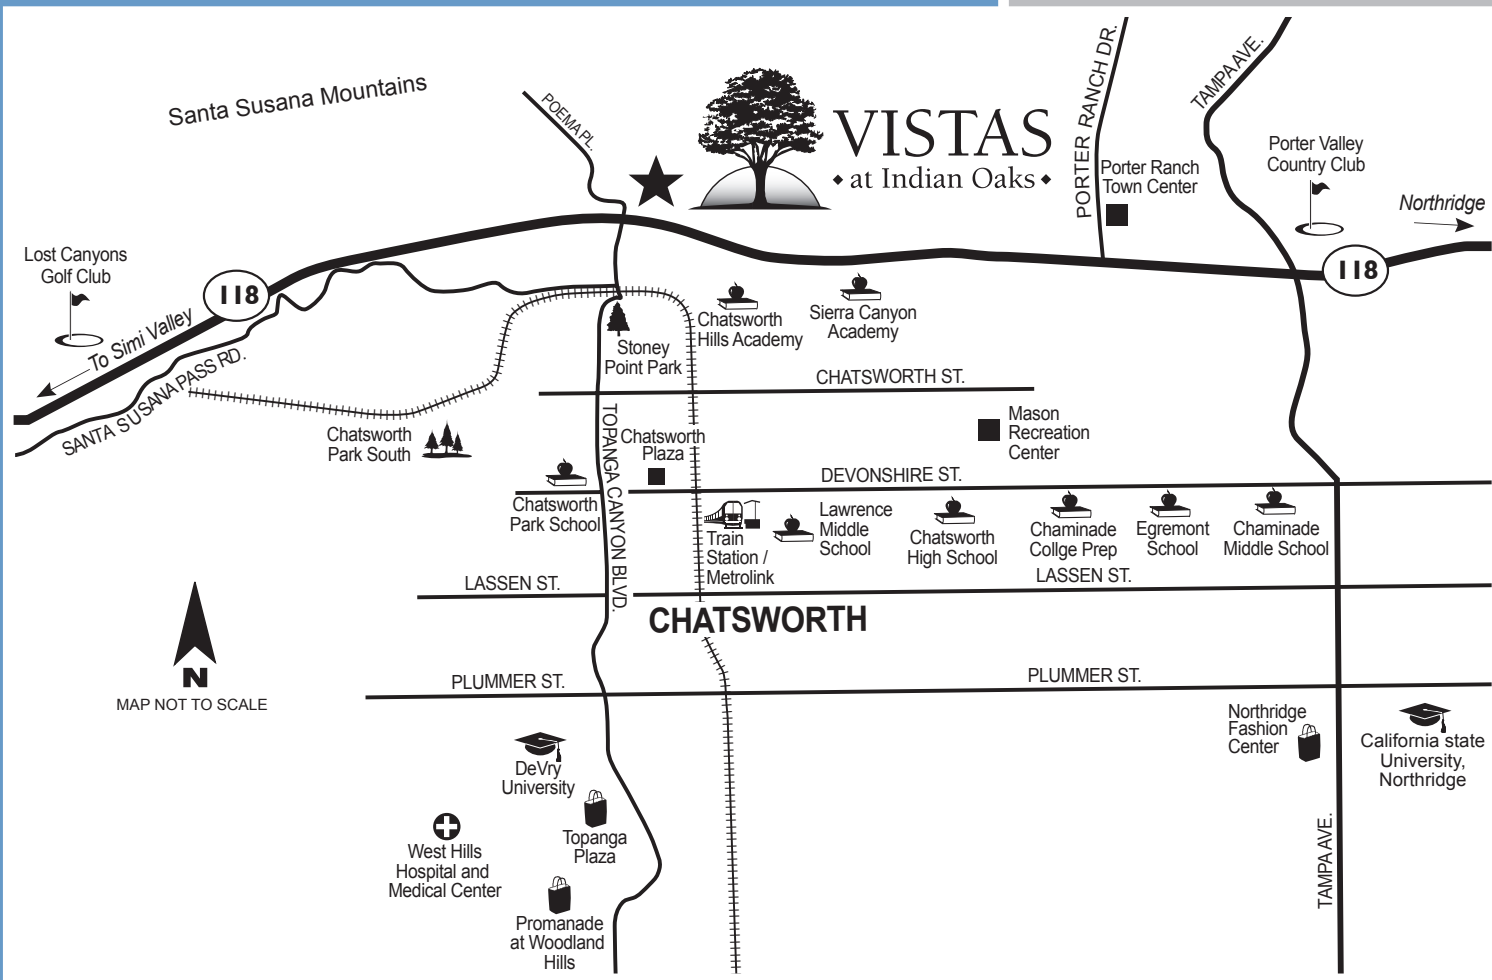 Santa Susana Mountains
POEMA PL.
VISTAS
at Indian Oaks
PORTER RANCH DR.
TAMPA AVE.
Porter Ranch
Town Center
Porter Valley
Country Club
Northridge
Lost Canyons
Golf Club
118
118
To Simi Valley
SANTA SUSANA PASS RD.
Chatsworth
Hills Academy
Sierra Canyon
Academy
Stoney
Point Park
CHATSWORTH ST.
Chatsworth
Park South
TOPANGA CANYON BLVD.
Chatsworth
Plaza
Mason
Recreation
Center
DEVONSHIRE ST.
Chatsworth
Park School
Train
Station /
Metrolink
Lawrence
Middle
School
Chatsworth
High School
Chaminade
Collge Prep
Egremont
School
Chaminade
Middle School
LASSEN ST.
LASSEN ST.
CHATSWORTH
N
MAP NOT TO SCALE
PLUMMER ST.
PLUMMER ST.
DeVry
University
Topanga
Plaza
West Hills
Hospital and
Medical Center
Promanade
at Woodland
Hills
Northridge
Fashion
Center
California state
University,
Northridge
TAMPA AVE.